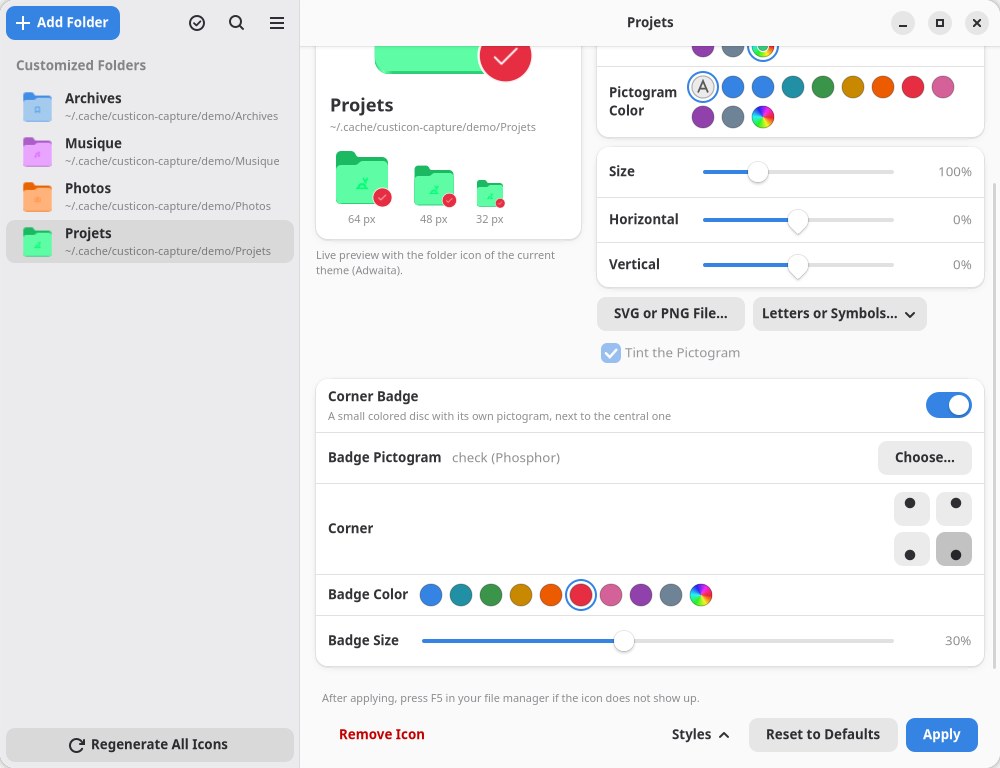 Add Folder
Projets
Customized Folders
Archives
~/.cache/custicon-capture/demo/Archives
Musique
~/.cache/custicon-capture/demo/Musique
Photos
~/.cache/custicon-capture/demo/Photos
Projets
~/.cache/custicon-capture/demo/Projets
Regenerate All Icons
Projets
~/.cache/custicon-capture/demo/Projets
64 px
48 px
32 px
Live preview with the folder icon of the current
theme (Adwaita).
Pictogram
Color
A
Size
100%
Horizontal
0%
Vertical
0%
SVG or PNG File...
Letters or Symbols...
Tint the Pictogram
Corner Badge
A small colored disc with its own pictogram, next to the central one
Badge Pictogram
check (Phosphor)
Choose...
Corner
Badge Color
Badge Size
30%
After applying, press F5 in your file manager if the icon does not show up.
Remove Icon
Styles
Reset to Defaults
Apply